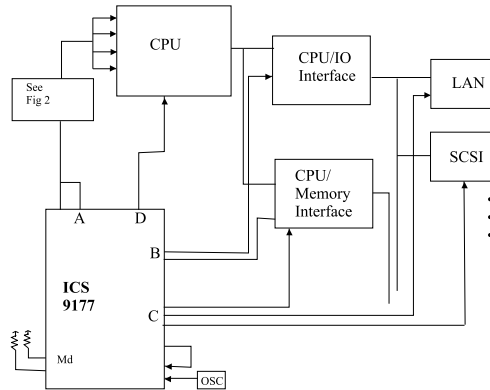 CPU
CPU/IO
Interface
LAN
See
Fig 2
SCSI
CPU/
Memory
Interface
A
D
B
ICS
9177
C
Md
OSC